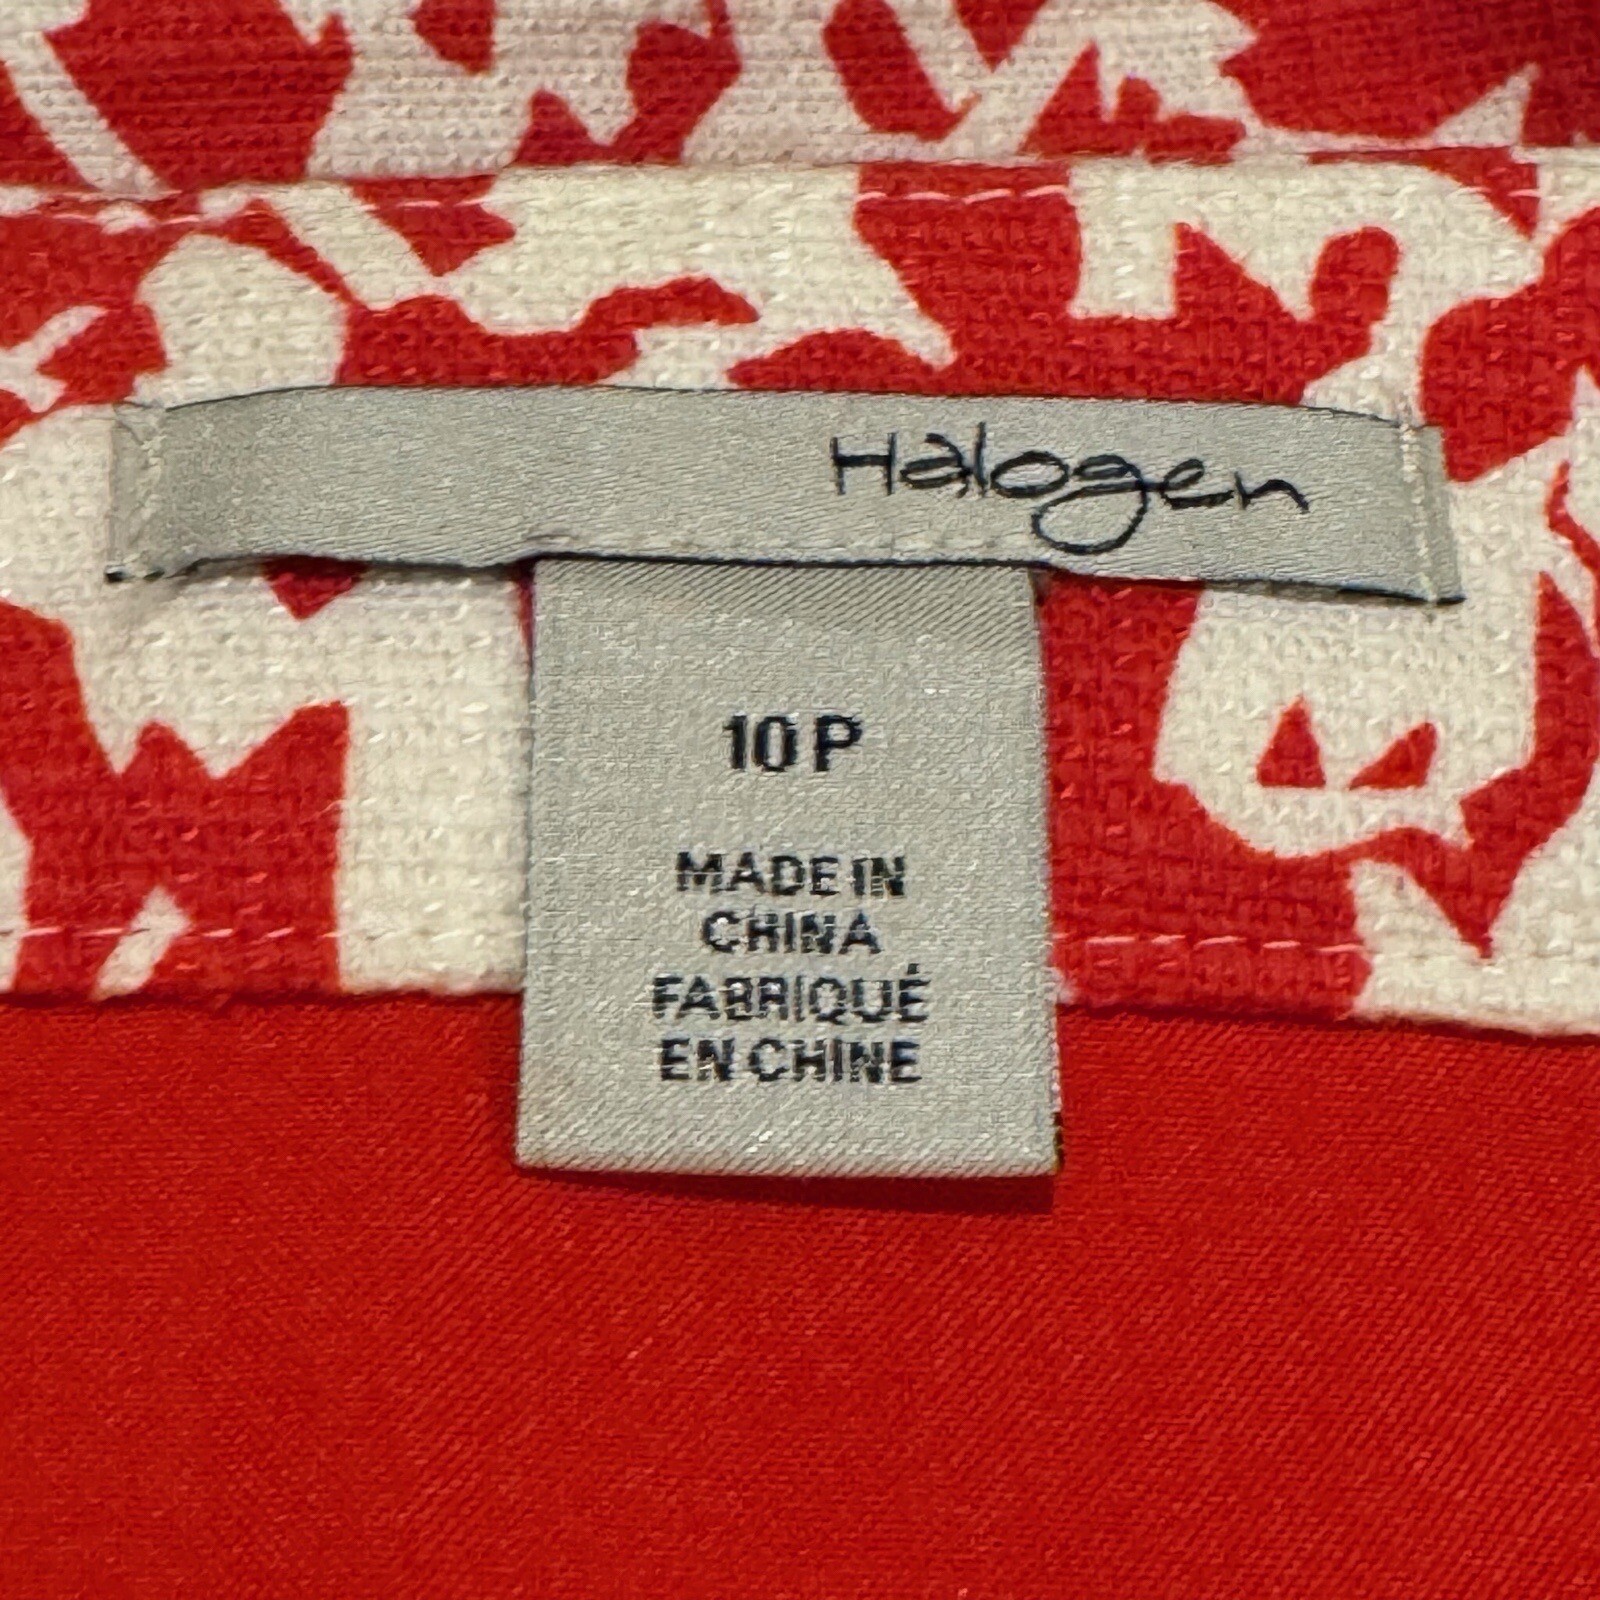 Halogen
10 P
MADE IN
CHINA
FABRIQUÉ
EN CHINE